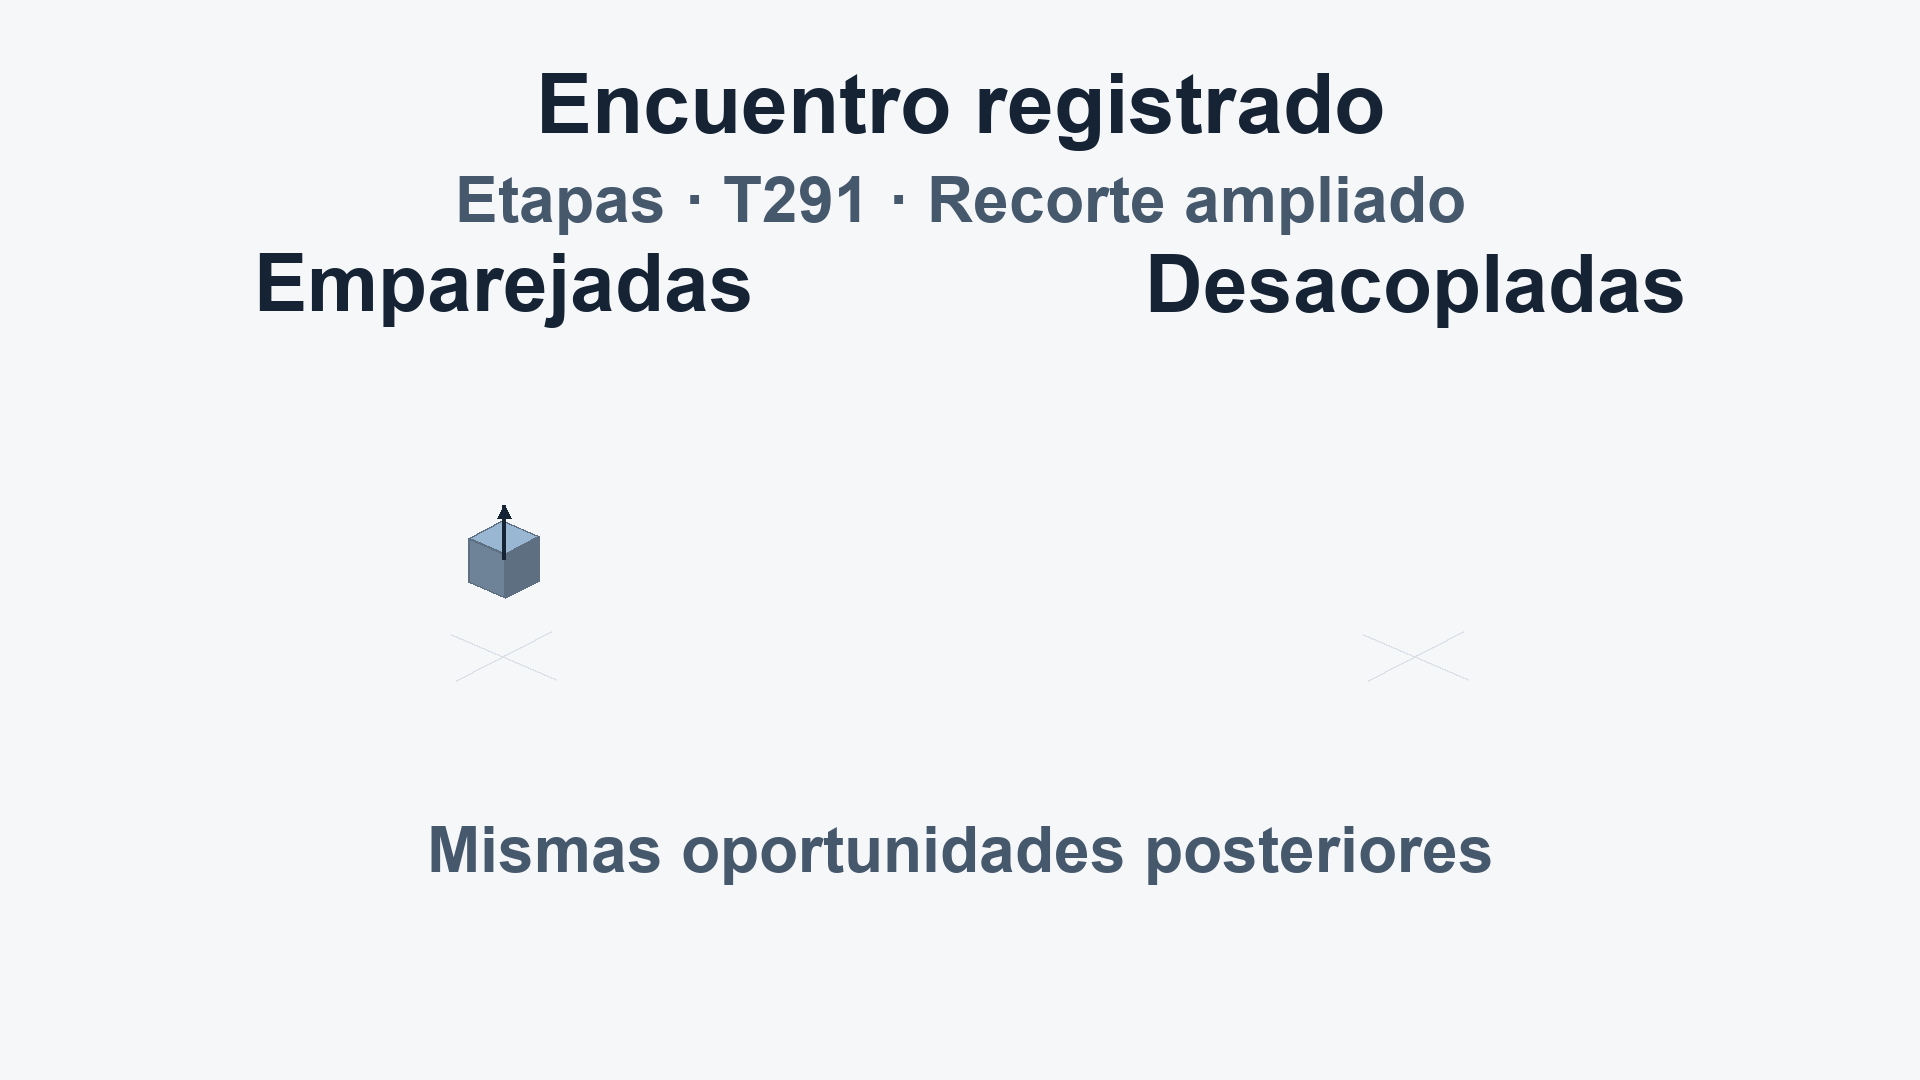 Encuentro registrado
Etapas · T291 · Recorte ampliado
Emparejadas
Desacopladas
Mismas oportunidades posteriores